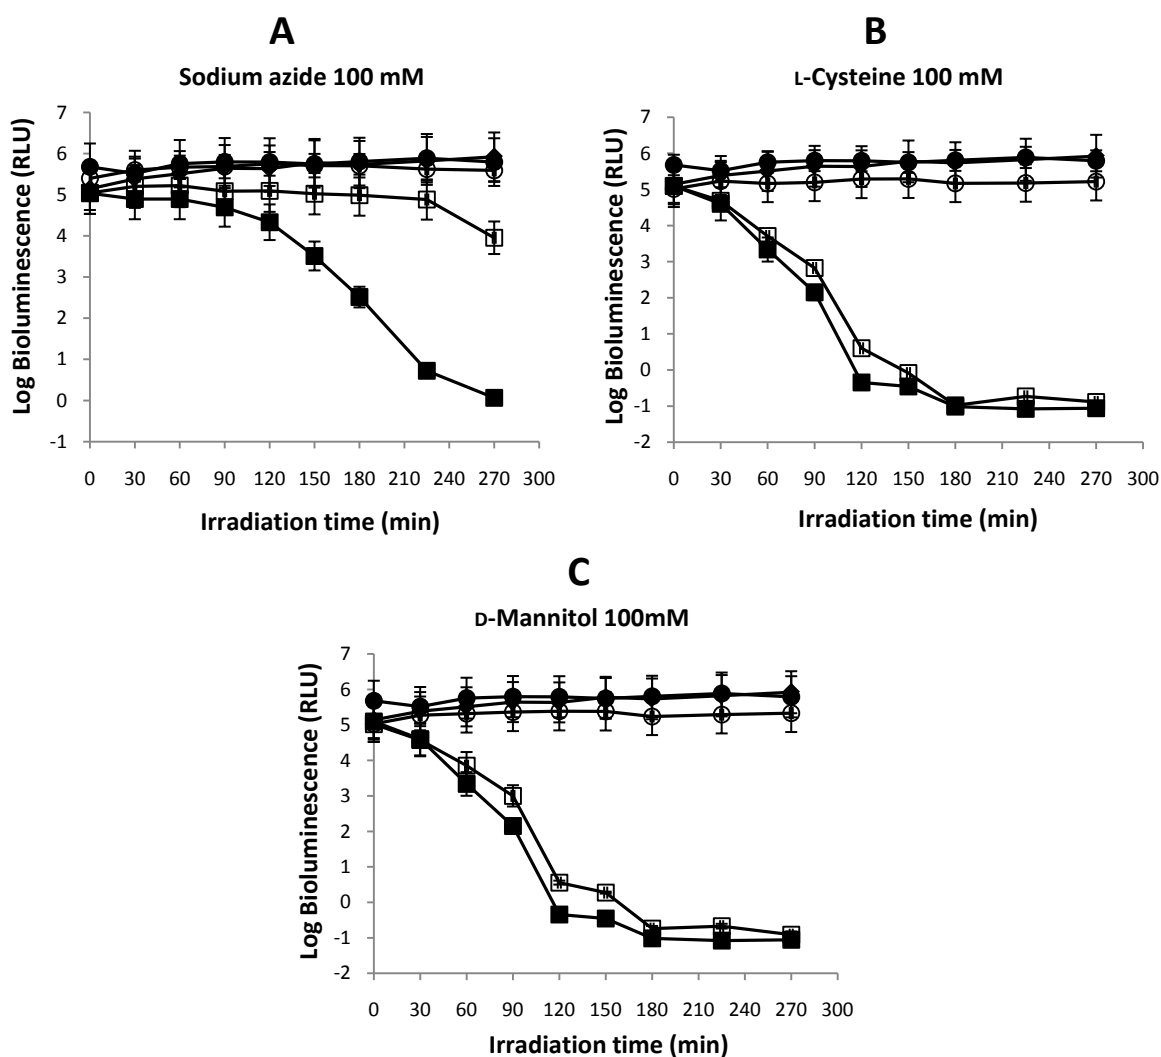 A
Sodium azide 100 mM
Log Bioluminescence (RLU)
7
6
5
4
3
2
1
0
-1
0 30 60 90 120 150 180 210 240 270 300
Irradiation time (min)
B
L-Cysteine 100 mM
Log Bioluminescence (RLU)
7
6
5
4
3
2
1
0
-1
-2
0 30 60 90 120 150 180 210 240 270 300
Irradiation time (min)
C
D-Mannitol 100mM
Log Bioluminescence (RLU)
7
6
5
4
3
2
1
0
-1
-2
0 30 60 90 120 150 180 210 240 270 300
Irradiation time (min)